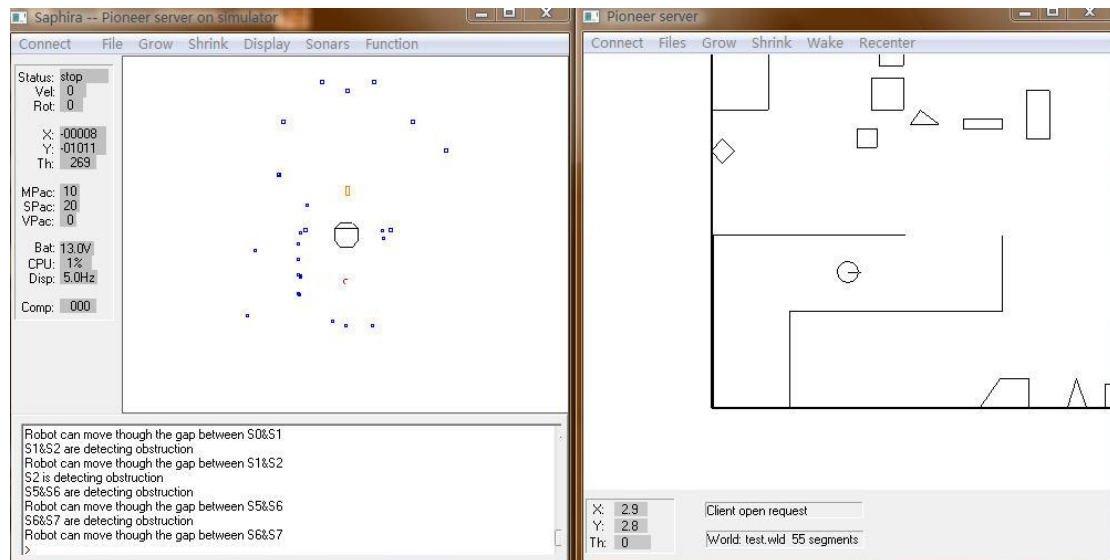 Saphira -- Pioneer server on simulator
Connect File Grow Shrink Display Sonars Function
Status: stop
Vel: 0
Rot: 0
X: -00008
Y: -01011
Th: 269
MPac: 10
SPac: 20
VPac: 0
Bat: 13.0V
CPU: 1%
Disp: 5.0Hz
Comp: 000
Robot can move though the gap between S0&S1
S1&S2 are detecting obstruction
Robot can move though the gap between S1&S2
S2 is detecting obstruction
S5&S6 are detecting obstruction
Robot can move though the gap between S5&S6
S6&S7 are detecting obstruction
Robot can move though the gap between S6&S7
>
Pioneer server
Connect Files Grow Shrink Wake Recenter
X: 2.9
Y: 2.8
Th: 0
Client open request
World: test.wld 55 segments